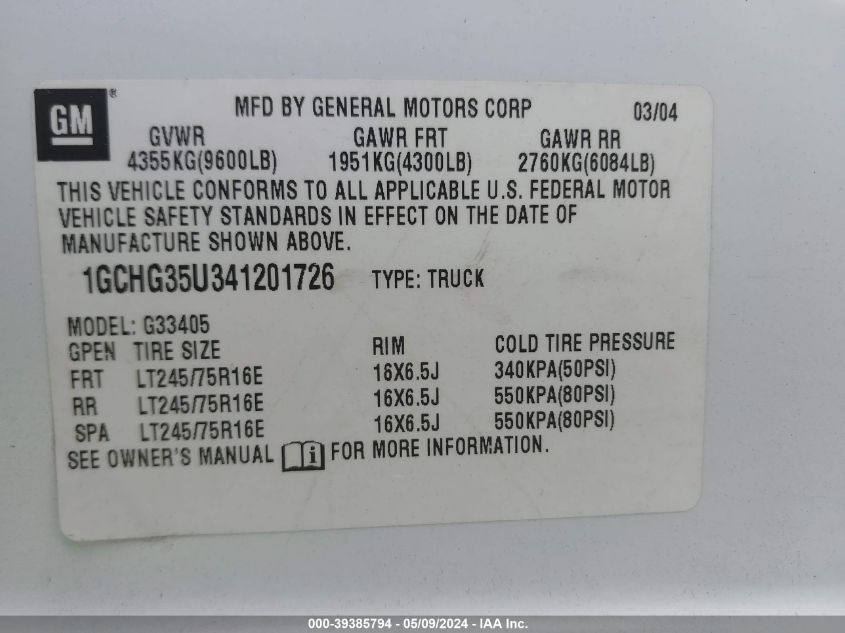 GM®
MFD BY GENERAL MOTORS CORP 03/04
GVWR GAWR FRT GAWR RR
4355KG(9600LB) 1951KG(4300LB) 2760KG(6084LB)
THIS VEHICLE CONFORMS TO ALL APPLICABLE U.S. FEDERAL MOTOR
VEHICLE SAFETY STANDARDS IN EFFECT ON THE DATE OF
MANUFACTURE SHOWN ABOVE.
1GCHG35U341201726 TYPE: TRUCK
MODEL: G33405
GPEN TIRE SIZE RIM COLD TIRE PRESSURE
FRT LT245/75R16E 16X6.5J 340KPA(50PSI)
RR LT245/75R16E 16X6.5J 550KPA(80PSI)
SPA LT245/75R16E 16X6.5J 550KPA(80PSI)
SEE OWNER'S MANUAL i FOR MORE INFORMATION.
000-39385794 - 05/09/2024 - IAA Inc.